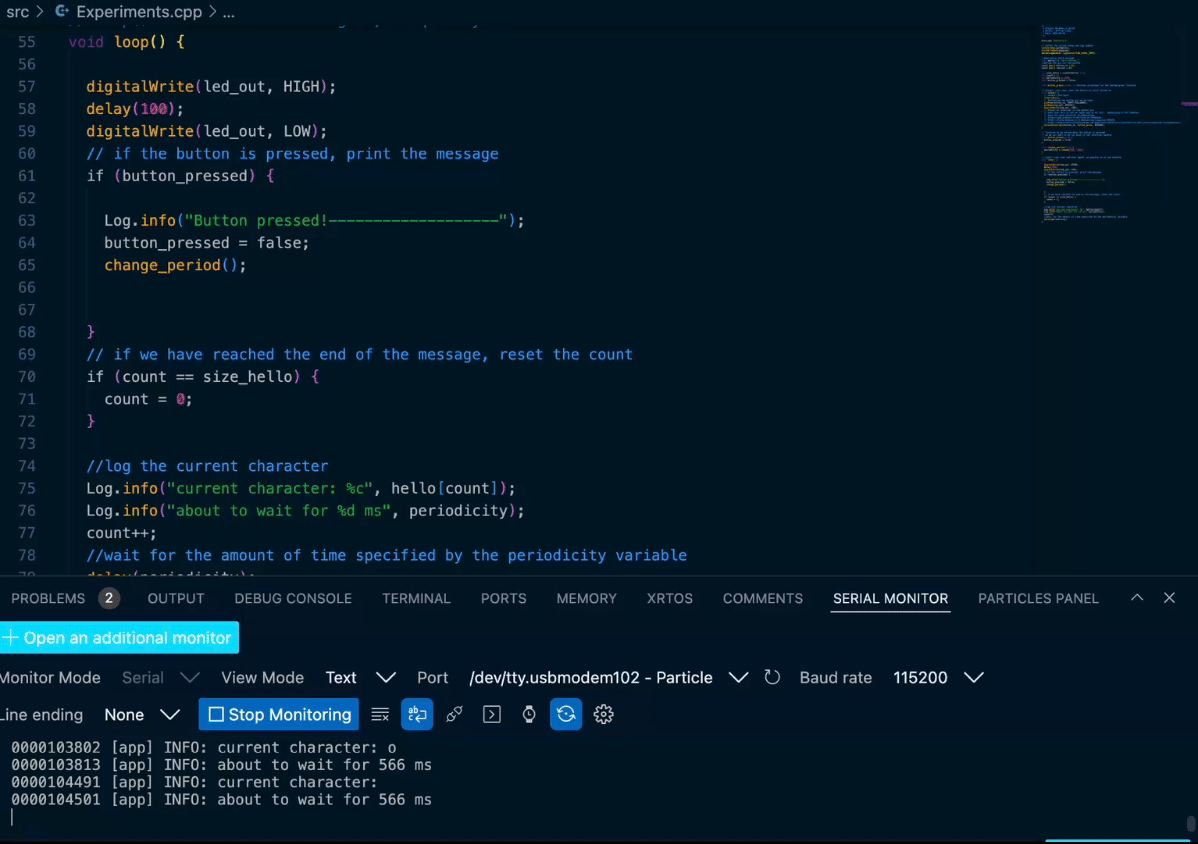 src > Experiments.cpp > ...
55 void loop() {
56
57 digitalWrite(led_out, HIGH);
58 delay(100);
59 digitalWrite(led_out, LOW);
60 // if the button is pressed, print the message
61 if (button_pressed) {
62
63 Log.info("Button pressed!-------------------");
64 button_pressed = false;
65 change_period();
66
67
68 }
69 // if we have reached the end of the message, reset the count
70 if (count == size_hello) {
71 count = 0;
72 }
73
74 //log the current character
75 Log.info("current character: %c", hello[count]);
76 Log.info("about to wait for %d ms", periodicity);
77 count++;
78 //wait for the amount of time specified by the periodicity variable
79 delay(periodicity);
PROBLEMS 2 OUTPUT DEBUG CONSOLE TERMINAL PORTS MEMORY XRTOS COMMENTS SERIAL MONITOR PARTICLES PANEL
+ Open an additional monitor
Monitor Mode Serial View Mode Text Port /dev/tty.usbmodem102 - Particle Baud rate 115200
Line ending None Stop Monitoring
0000103802 [app] INFO: current character: o
0000103813 [app] INFO: about to wait for 566 ms
0000104491 [app] INFO: current character:
0000104501 [app] INFO: about to wait for 566 ms